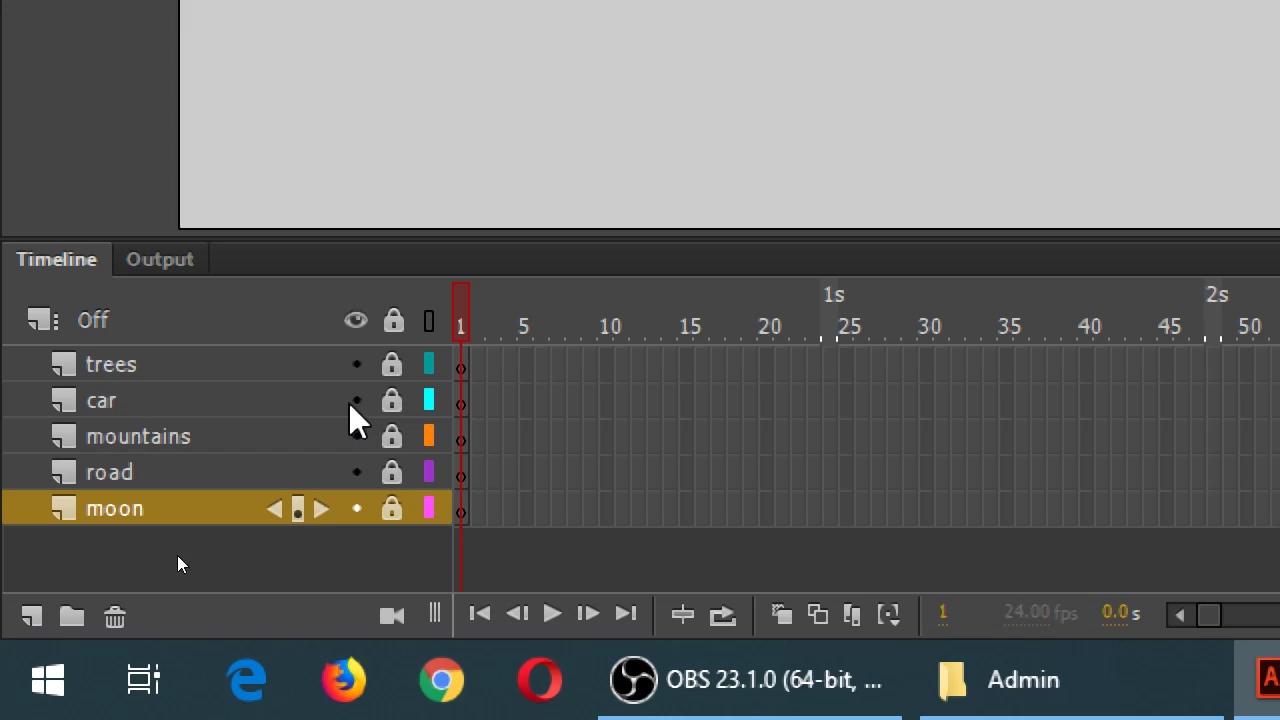 Timeline Output
1s 2s
Off 1 5 10 15 20 25 30 35 40 45 50
trees
car
mountains
road
moon
1 24.00 fps 0.0 s
OBS 23.1.0 (64-bit, ... Admin A